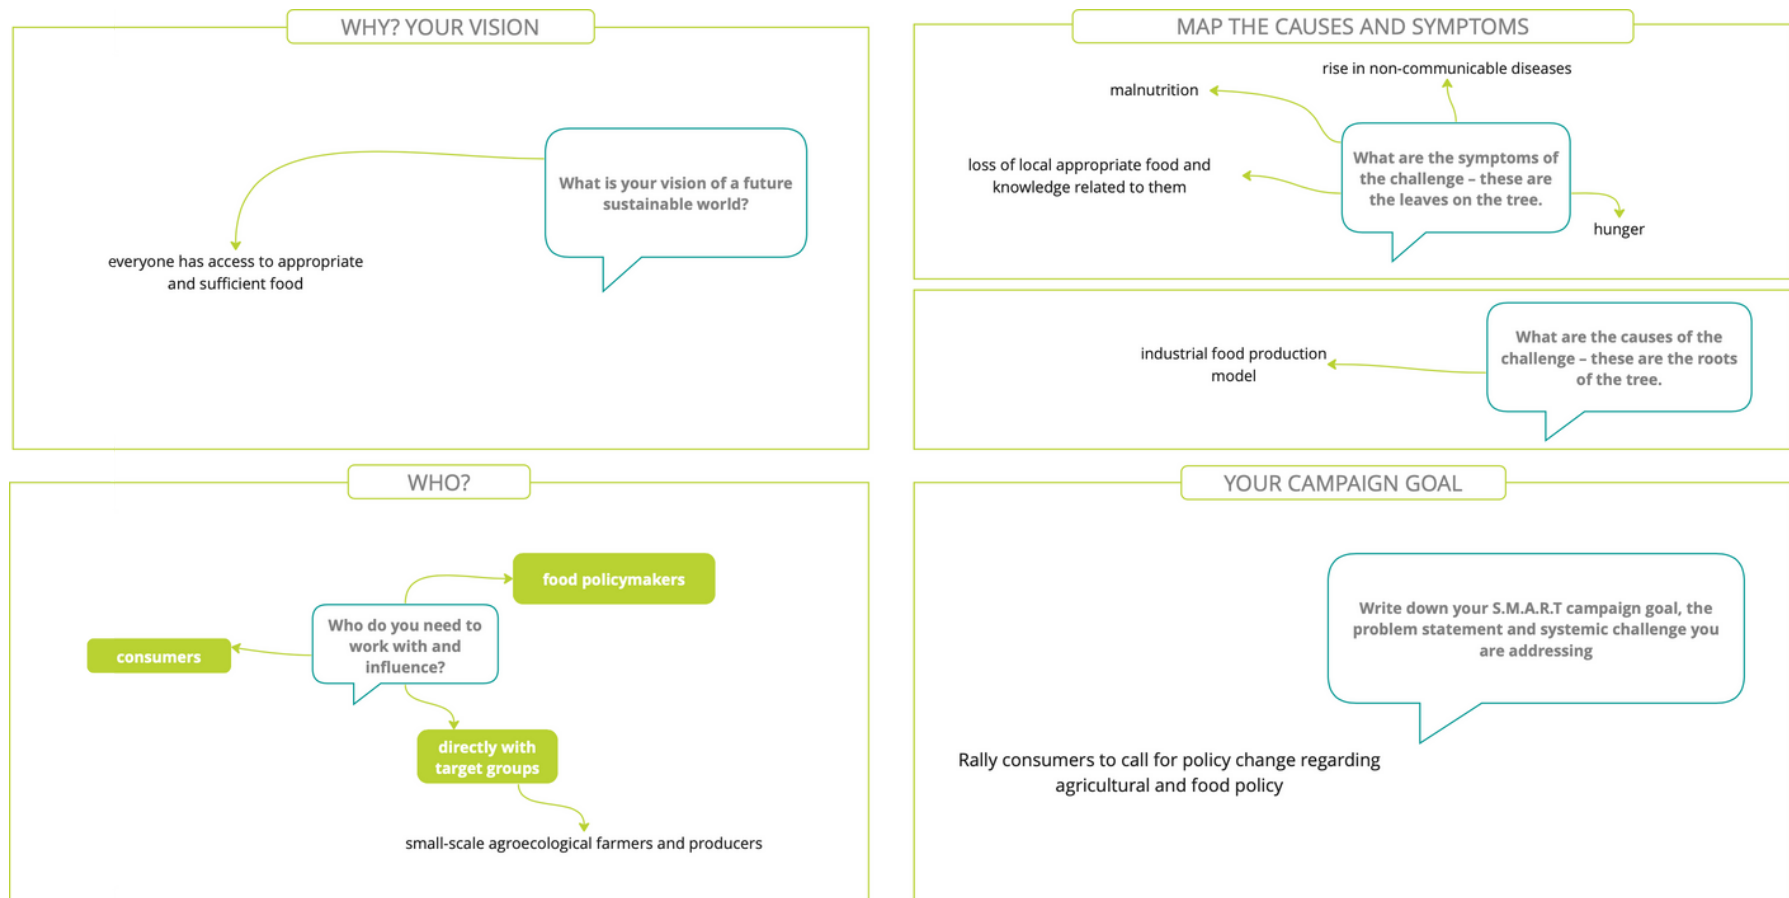 WHY? YOUR VISION
What is your vision of a future
sustainable world?
everyone has access to appropriate
and sufficient food
MAP THE CAUSES AND SYMPTOMS
rise in non-communicable diseases
malnutrition
What are the symptoms of
the challenge – these are
the leaves on the tree.
loss of local appropriate food and
knowledge related to them
hunger
What are the causes of the
challenge – these are the roots
of the tree.
industrial food production
model
WHO?
food policymakers
Who do you need to
work with and
influence?
consumers
directly with
target groups
small-scale agroecological farmers and producers
YOUR CAMPAIGN GOAL
Write down your S.M.A.R.T campaign goal, the
problem statement and systemic challenge you
are addressing
Rally consumers to call for policy change regarding
agricultural and food policy